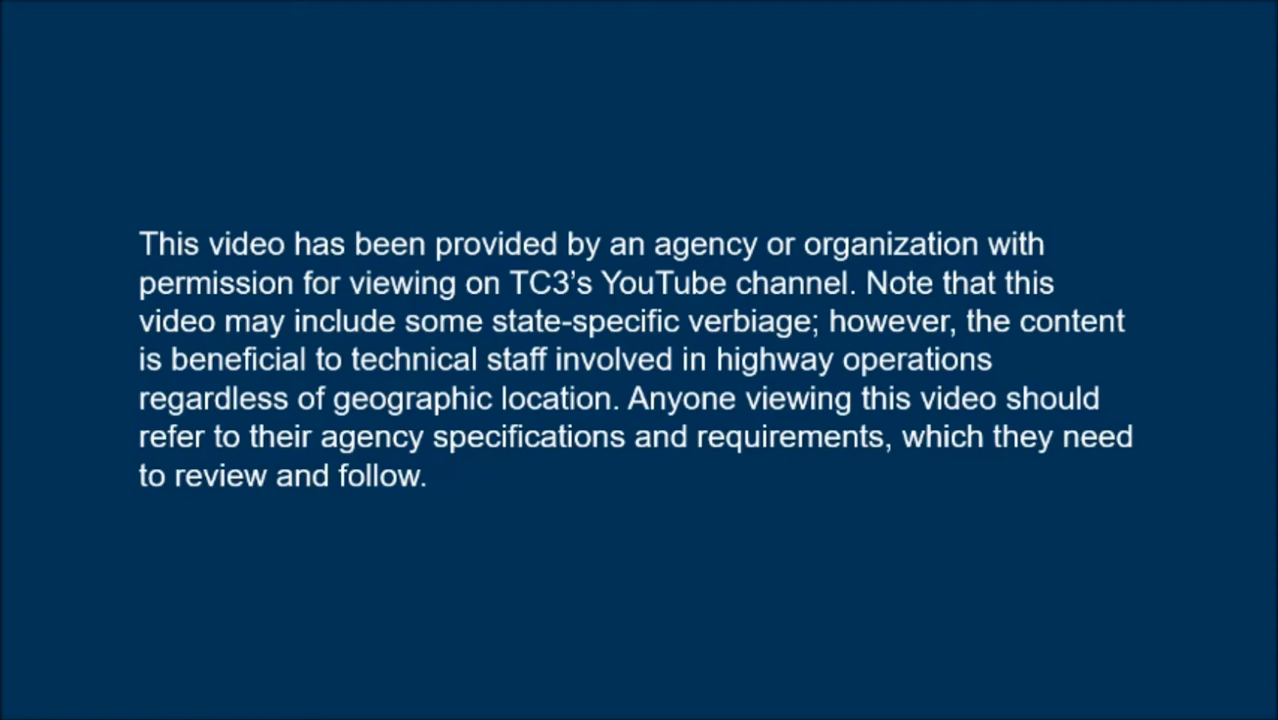 This video has been provided by an agency or organization with
permission for viewing on TC3’s YouTube channel. Note that this
video may include some state-specific verbiage; however, the content
is beneficial to technical staff involved in highway operations
regardless of geographic location. Anyone viewing this video should
refer to their agency specifications and requirements, which they need
to review and follow.